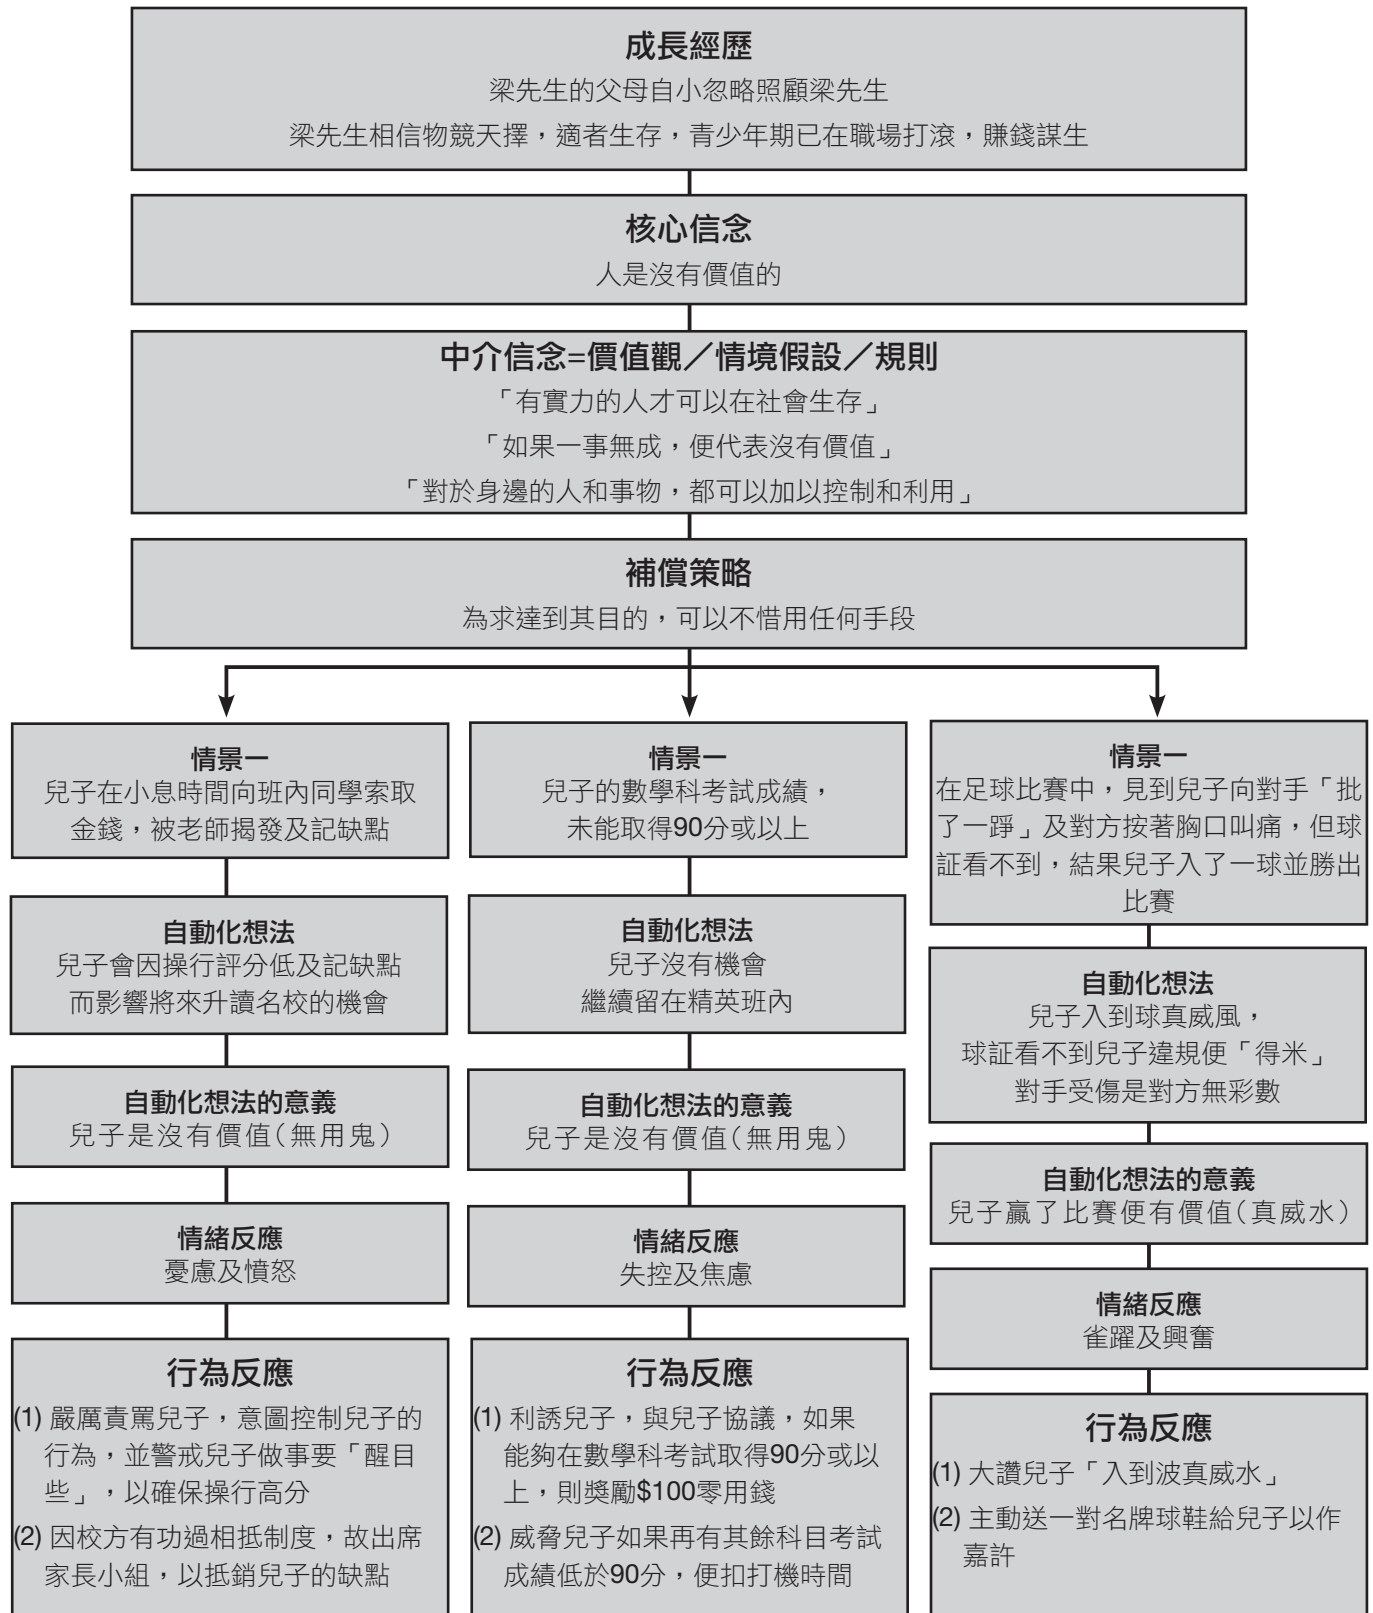 成長經歷
梁先生的父母自小忽略照顧梁先生
梁先生相信物競天擇，適者生存，青少年期已在職場打滾，賺錢謀生
核心信念
人是沒有價值的
中介信念=價值觀／情境假設／規則
「有實力的人才可以在社會生存」
「如果一事無成，便代表沒有價值」
「對於身邊的人和事物，都可以加以控制和利用」
補償策略
為求達到其目的，可以不惜用任何手段
情景一
兒子在小息時間向班內同學索取
金錢，被老師揭發及記缺點
自動化想法
兒子會因操行評分低及記缺點
而影響將來升讀名校的機會
自動化想法的意義
兒子是沒有價值(無用鬼)
情緒反應
憂慮及憤怒
行為反應
(1) 嚴厲責罵兒子，意圖控制兒子的
行為，並警戒兒子做事要「醒目
些」，以確保操行高分
(2) 因校方有功過相抵制度，故出席
家長小組，以抵銷兒子的缺點
情景一
兒子的數學科考試成績，
未能取得90分或以上
自動化想法
兒子沒有機會
繼續留在精英班內
自動化想法的意義
兒子是沒有價值(無用鬼)
情緒反應
失控及焦慮
行為反應
(1) 利誘兒子，與兒子協議，如果
能夠在數學科考試取得90分或以
上，則獎勵$100零用錢
(2) 威脅兒子如果再有其餘科目考試
成績低於90分，便扣打機時間
情景一
在足球比賽中，見到兒子向對手「批
了一踭」及對方按著胸口叫痛，但球
証看不到，結果兒子入了一球並勝出
比賽
自動化想法
兒子入到球真威風，
球証看不到兒子違規便「得米」
對手受傷是對方無彩數
自動化想法的意義
兒子贏了比賽便有價值(真威水)
情緒反應
雀躍及興奮
行為反應
(1) 大讚兒子「入到波真威水」
(2) 主動送一對名牌球鞋給兒子以作
嘉許